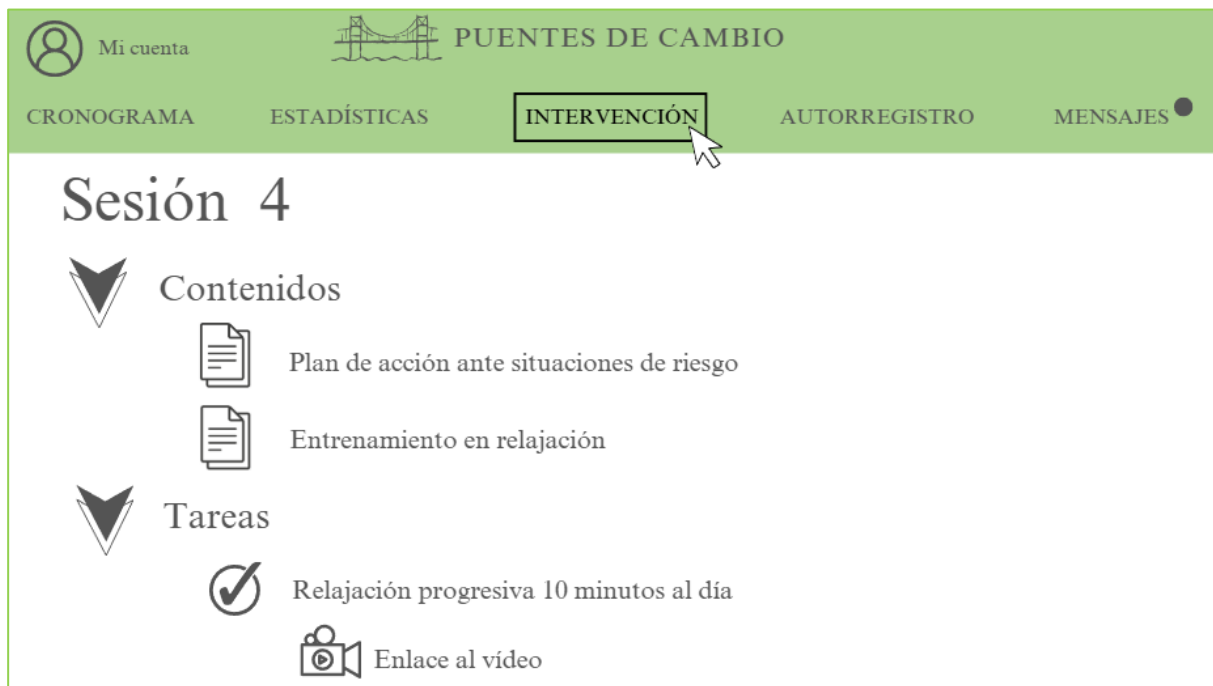 Mi cuenta
PUENTES DE CAMBIO
CRONOGRAMA ESTADÍSTICAS INTERVENCIÓN AUTORREGISTRO MENSAJES
Sesión 4
Contenidos
Plan de acción ante situaciones de riesgo
Entrenamiento en relajación
Tareas
Relajación progresiva 10 minutos al día
Enlace al vídeo